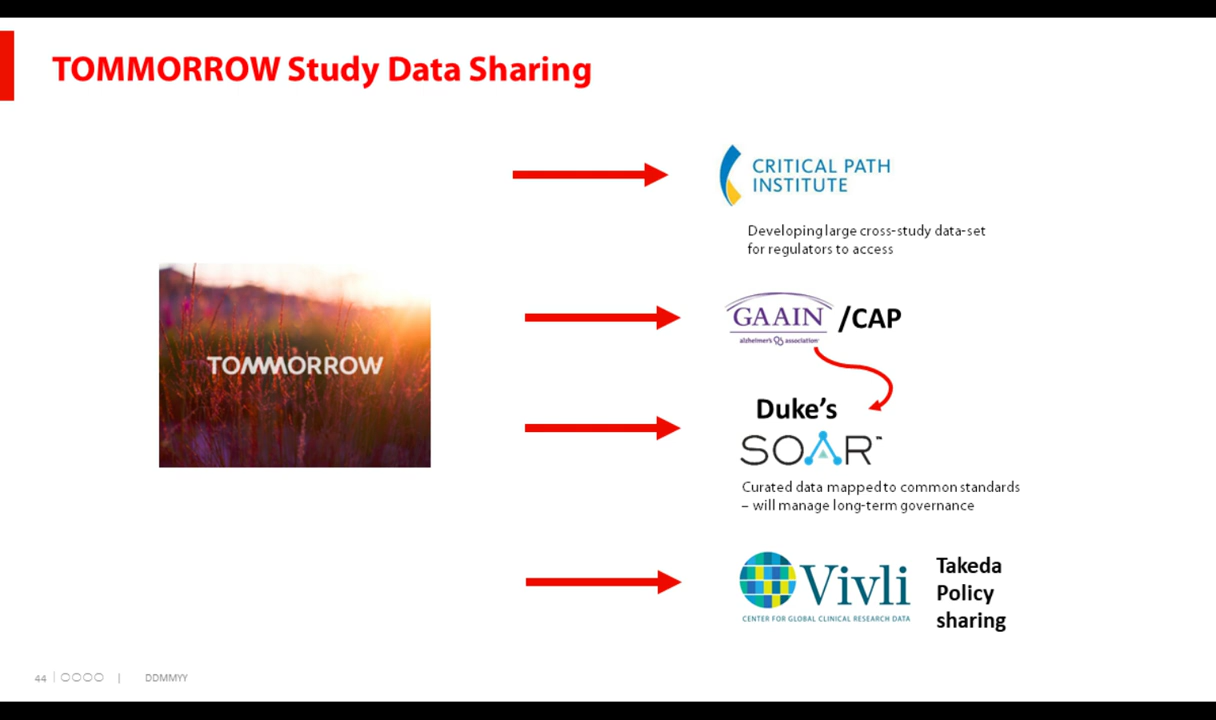 TOMMORROW Study Data Sharing
CRITICAL PATH
INSTITUTE
Developing large cross-study data-set
for regulators to access
TOMMORROW
GAAIN /CAP
alzheimer's association
Duke's
SOAR™
Curated data mapped to common standards
– will manage long-term governance
Vivli
CENTER FOR GLOBAL CLINICAL RESEARCH DATA
Takeda
Policy
sharing
44 | 〇〇〇〇 | DDMMYY